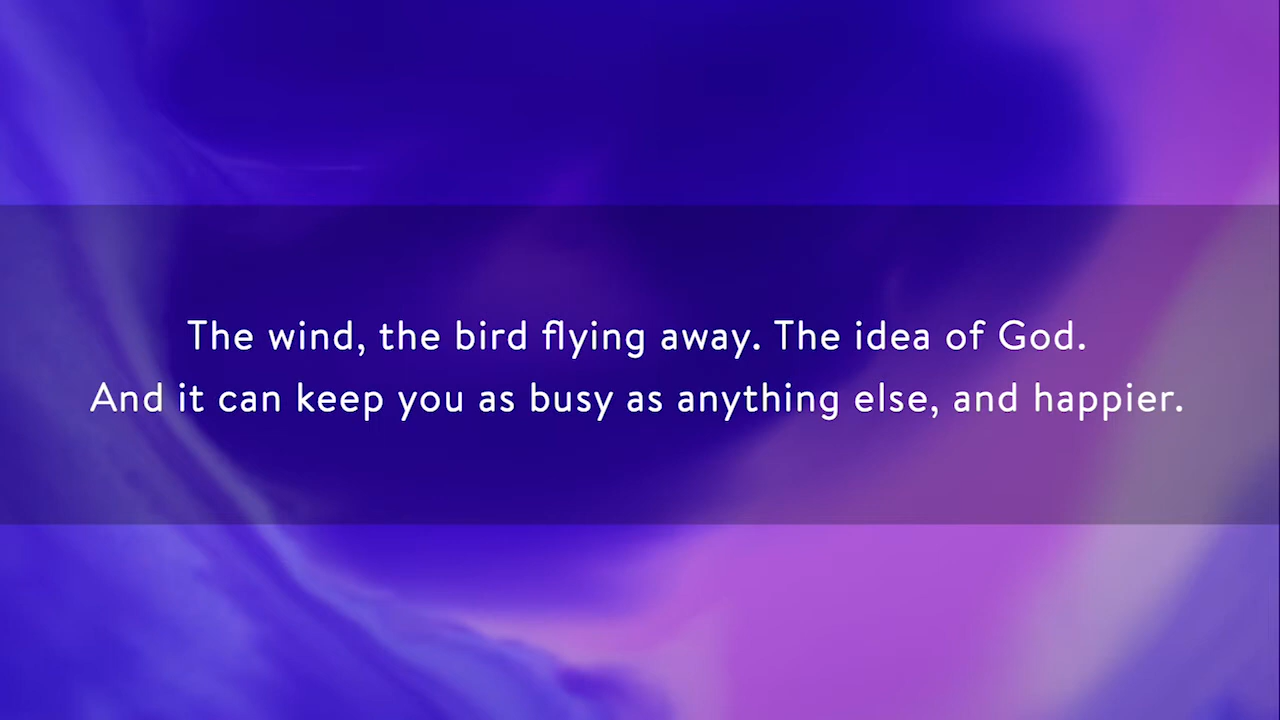 The wind, the bird flying away. The idea of God.
And it can keep you as busy as anything else, and happier.